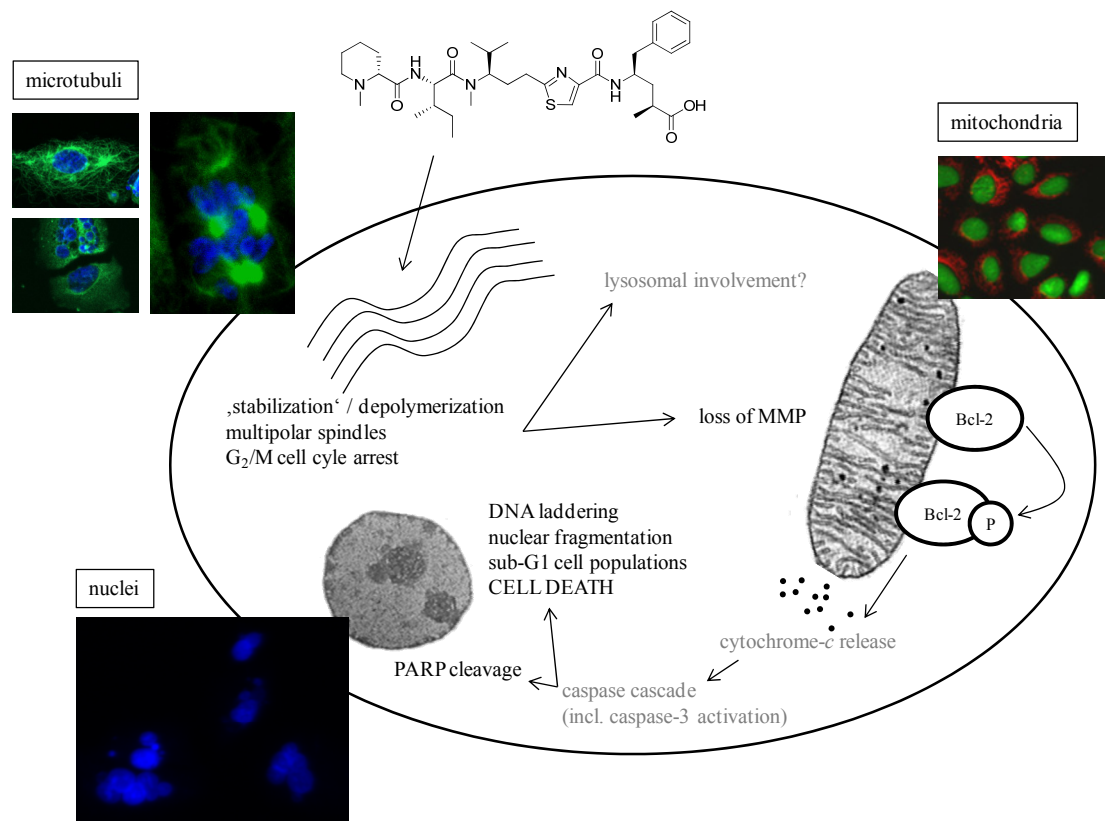 microtubuli
N
H
N
O
O
N
N
S
O
N
H
O
OH
mitochondria
lysosomal involvement?
‚stabilization‘ / depolymerization
multipolar spindles
G₂/M cell cyle arrest
loss of MMP
Bcl-2
Bcl-2
P
DNA laddering
nuclear fragmentation
sub-G1 cell populations
CELL DEATH
nuclei
cytochrome-c release
PARP cleavage
caspase cascade
(incl. caspase-3 activation)